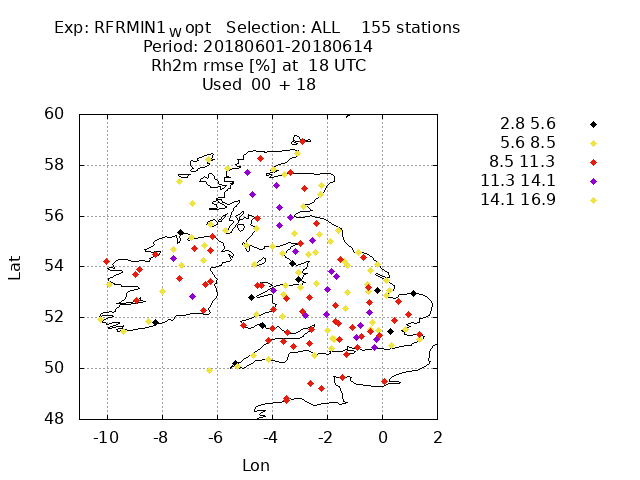 Exp: RFRMIN1wopt Selection: ALL 155 stations
Period: 20180601-20180614
Rh2m rmse [%] at 18 UTC
Used 00 + 18
2.8 5.6
5.6 8.5
8.5 11.3
11.3 14.1
14.1 16.9
60
58
56
54
52
50
48
Lat
-10 -8 -6 -4 -2 0 2
Lon